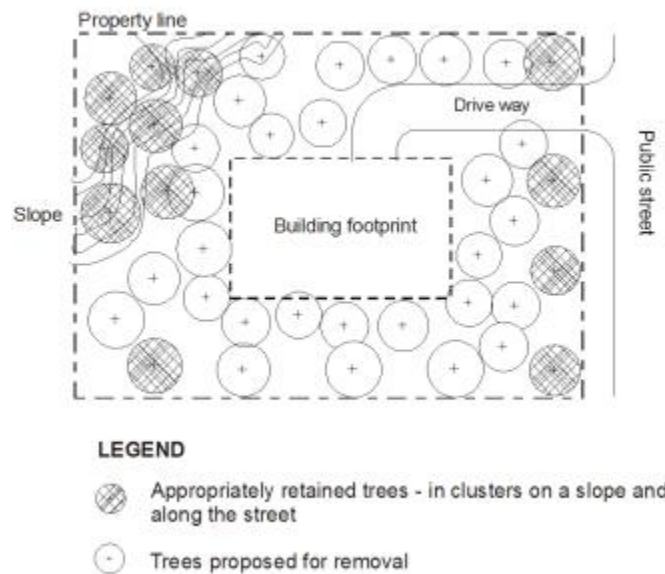 Property line
Drive way
Public street
Slope
Building footprint
LEGEND
Appropriately retained trees - in clusters on a slope and
along the street
Trees proposed for removal